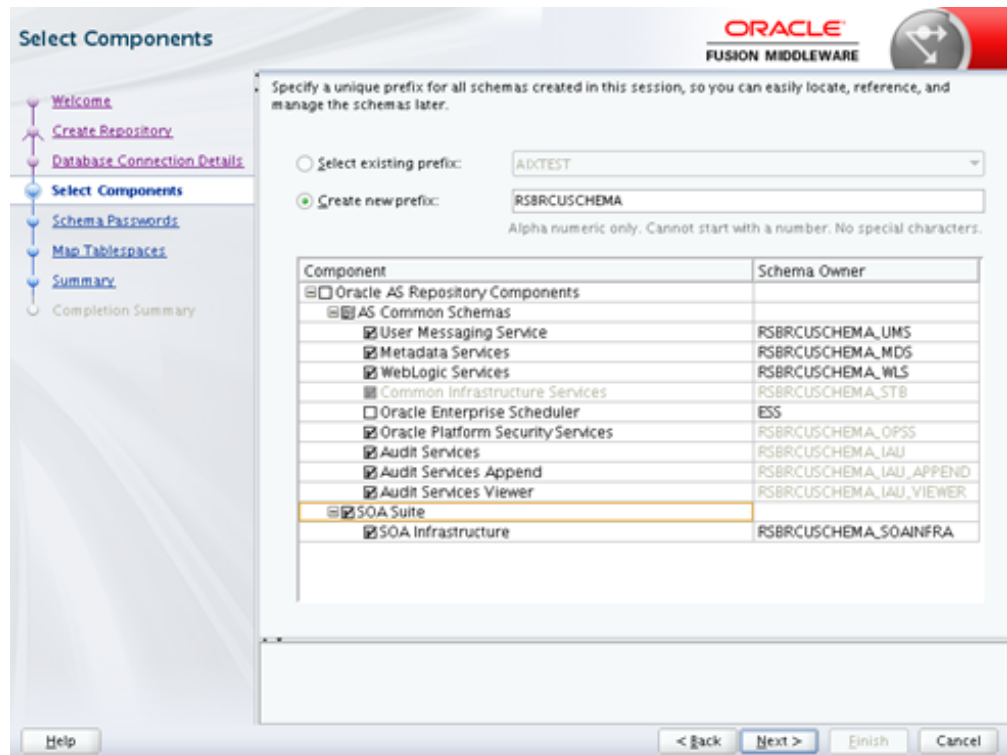 Select Components
ORACLE
FUSION MIDDLEWARE
Welcome
Create Repository
Database Connection Details
Select Components
Schema Passwords
Map Tablespaces
Summary
Completion Summary
Specify a unique prefix for all schemas created in this session, so you can easily locate, reference, and
manage the schemas later.
Select existing prefix: AIXTEST
Create new prefix: RSBRCUSCHEMA
Alpha numeric only. Cannot start with a number. No special characters.
Component Schema Owner
Oracle AS Repository Components
AS Common Schemas
User Messaging Service RSBRCUSCHEMA_UMS
Metadata Services RSBRCUSCHEMA_MDS
WebLogic Services RSBRCUSCHEMA_WLS
Common Infrastructure Services RSBRCUSCHEMA_STB
Oracle Enterprise Scheduler ESS
Oracle Platform Security Services RSBRCUSCHEMA_OPSS
Audit Services RSBRCUSCHEMA_IAU
Audit Services Append RSBRCUSCHEMA_IAU_APPEND
Audit Services Viewer RSBRCUSCHEMA_IAU_VIEWER
SOA Suite
SOA Infrastructure RSBRCUSCHEMA_SOAINFRA
Help < Back Next > Finish Cancel